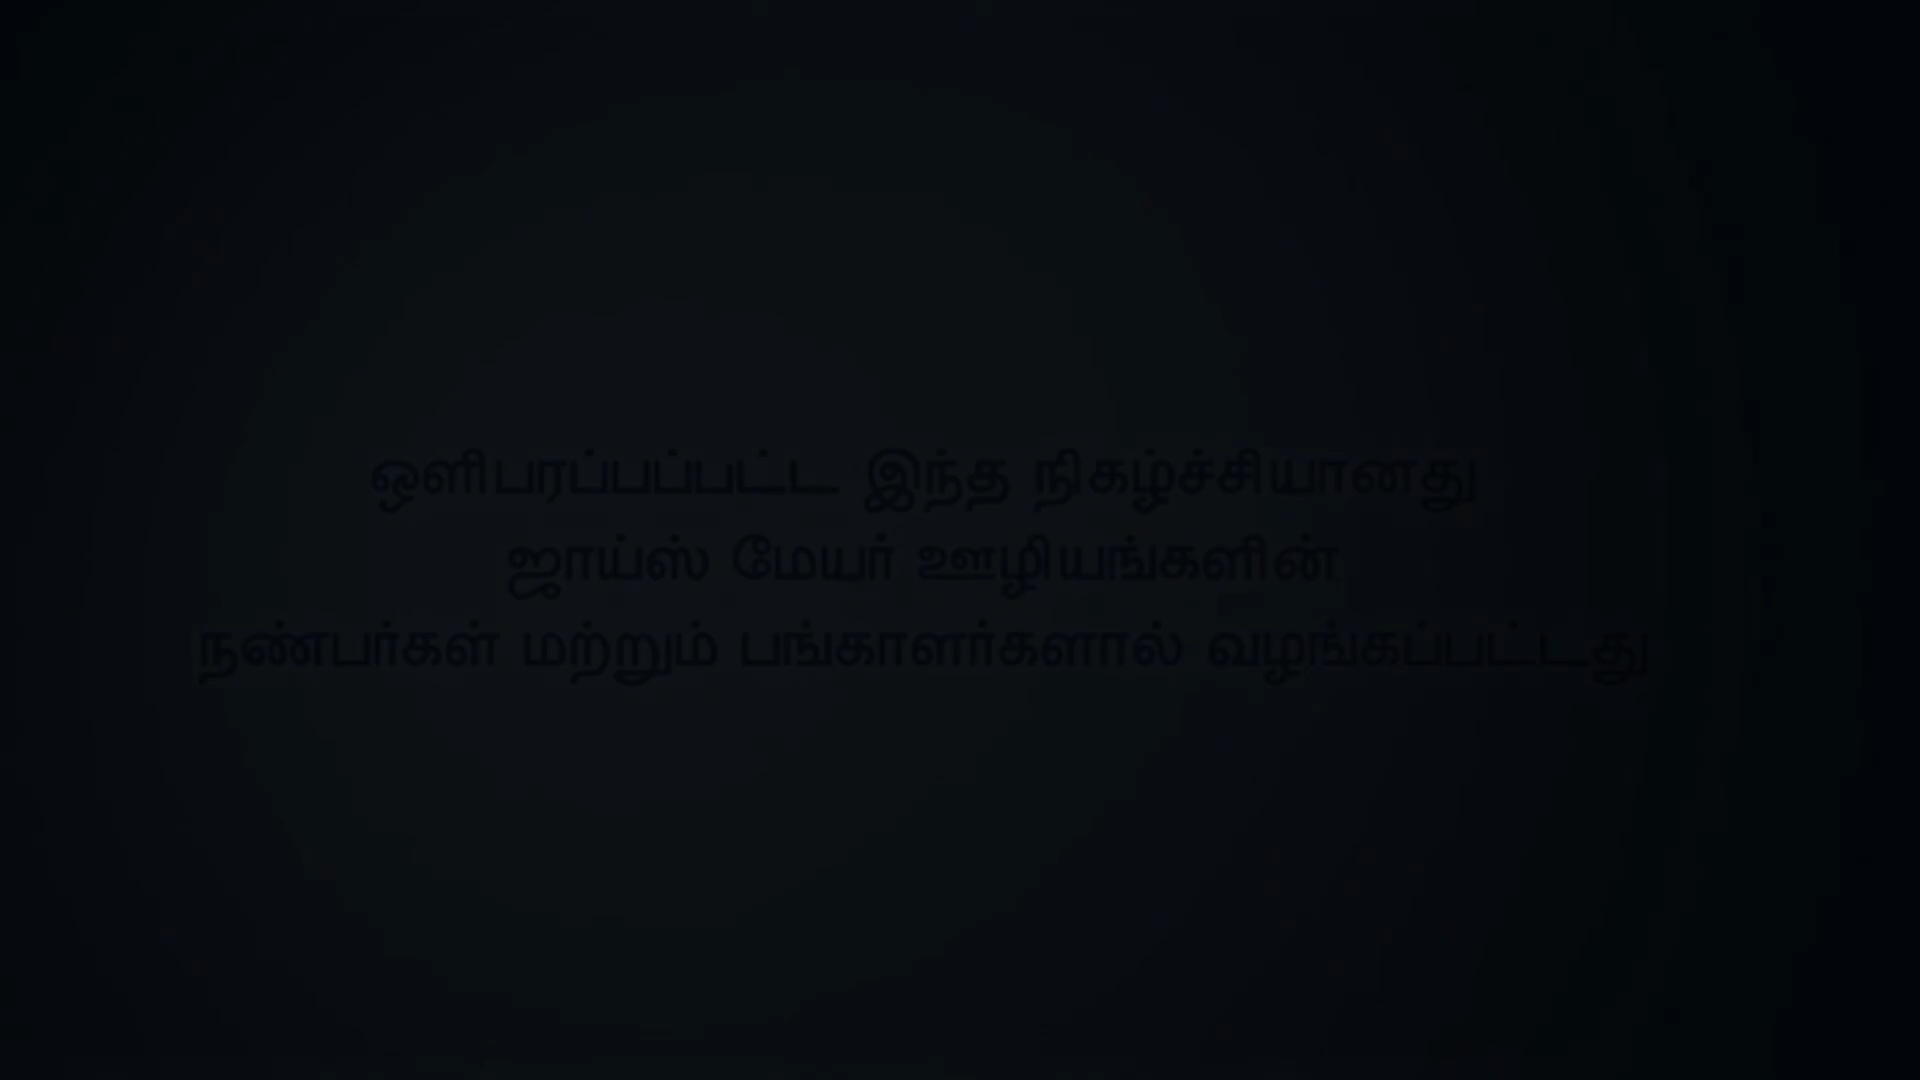 ஒளிபரப்பப்பட்ட இந்த நிகழ்ச்சியானது
ஜாய்ஸ் மேயர் ஊழியங்களின்
நண்பர்கள் மற்றும் பங்காளர்களால் வழங்கப்பட்டது